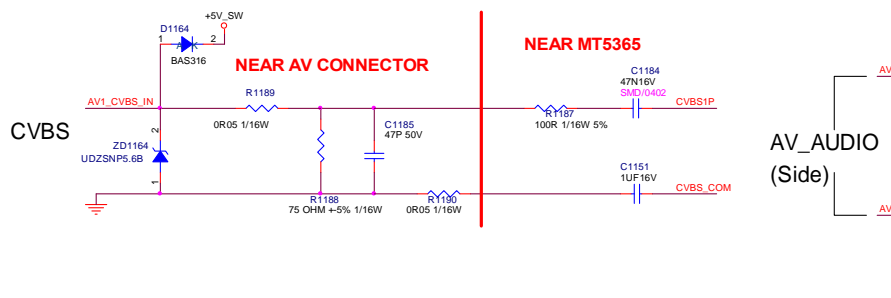 +5V_SW
D1164
1
2
A
K
BAS316
NEAR AV CONNECTOR
NEAR MT5365
C1184
47N16V
SMD/0402
AV1_CVBS_IN
R1189
0R05 1/16W
R1187
100R 1/16W 5%
CVBS1P
AV
CVBS
2
ZD1164
UDZSNP5.6B
1
C1185
47P 50V
AV_AUDIO
(Side)
C1151
1UF16V
CVBS_COM
R1188
75 OHM +-5% 1/16W
R1190
0R05 1/16W
AV